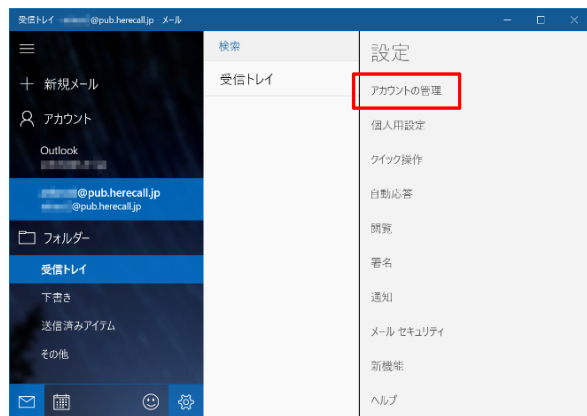 受信トレイ - @pub.herecall.jp - メール
新規メール
アカウント
Outlook
@pub.herecall.jp
@pub.herecall.jp
フォルダー
受信トレイ
下書き
送信済みアイテム
その他
検索
受信トレイ
設定
アカウントの管理
個人用設定
クイック操作
自動応答
閲覧
署名
通知
メール セキュリティ
新機能
ヘルプ